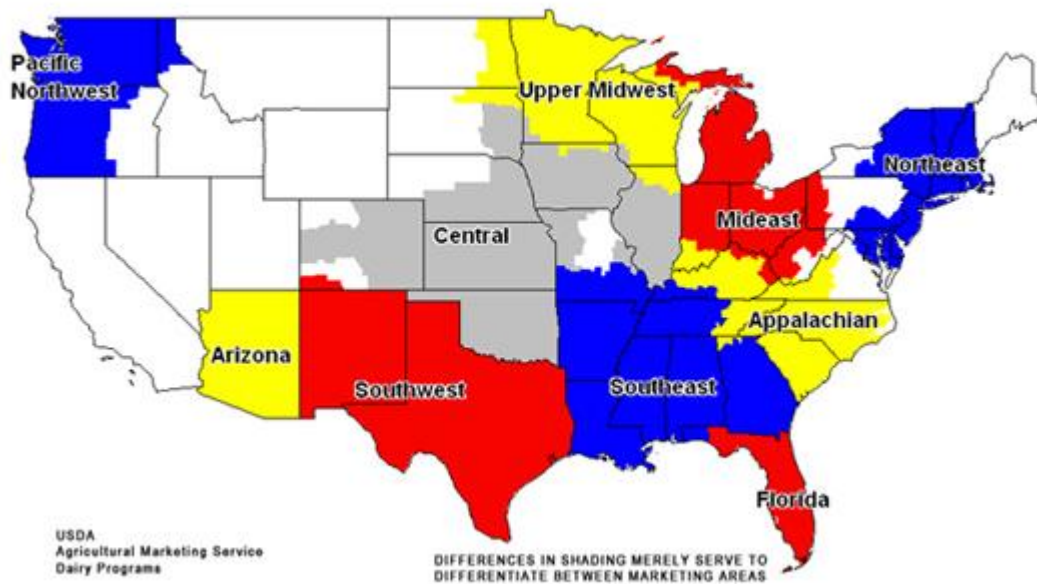 Pacific
Northwest
Upper Midwest
Northeast
Mideast
Central
Appalachian
Arizona
Southwest
Southeast
Florida
USDA
Agricultural Marketing Service
Dairy Programs
DIFFERENCES IN SHADING MERELY SERVE TO
DIFFERENTIATE BETWEEN MARKETING AREAS